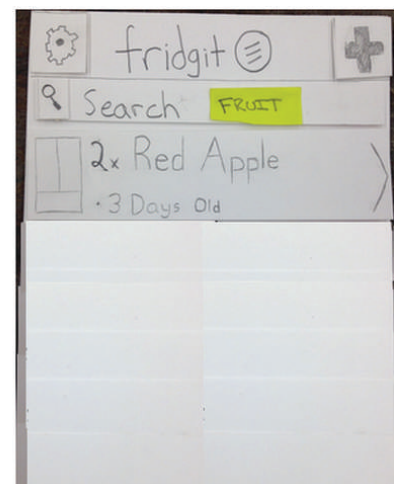 fridgit
Search FRUIT
2x Red Apple
• 3 Days Old